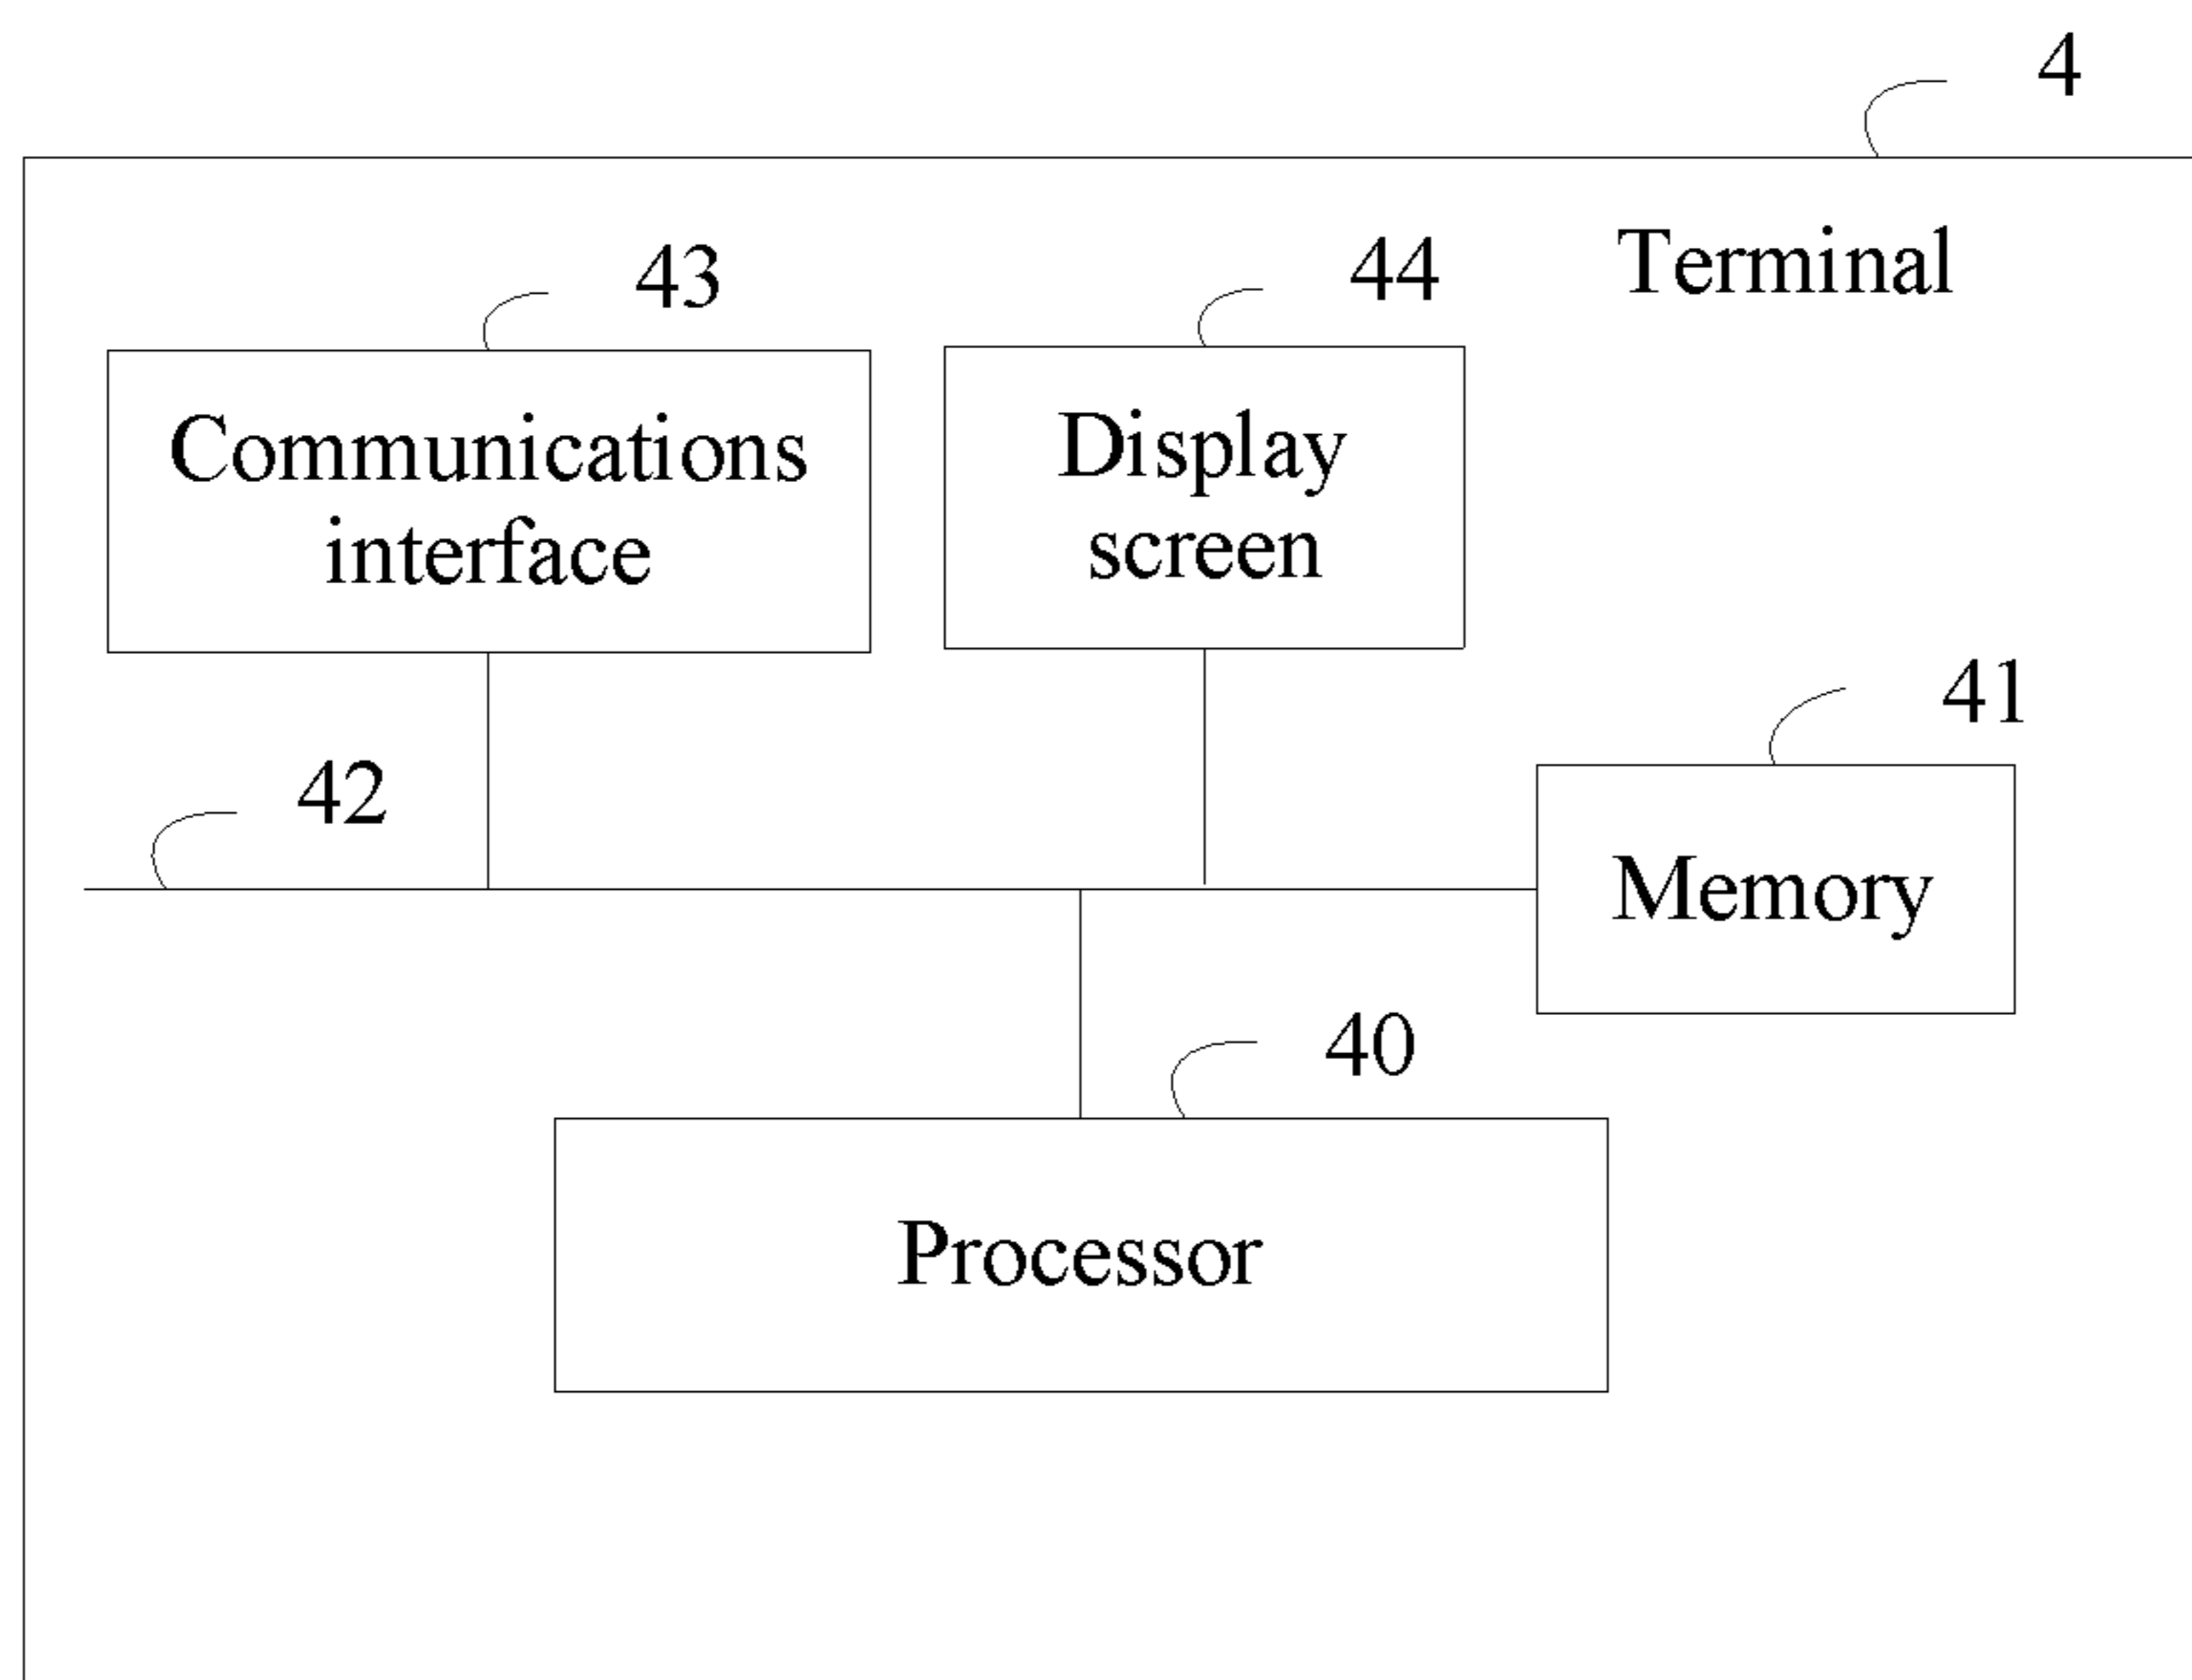 4
Terminal
43
44
Communications
interface
Display
screen
41
42
Memory
40
Processor